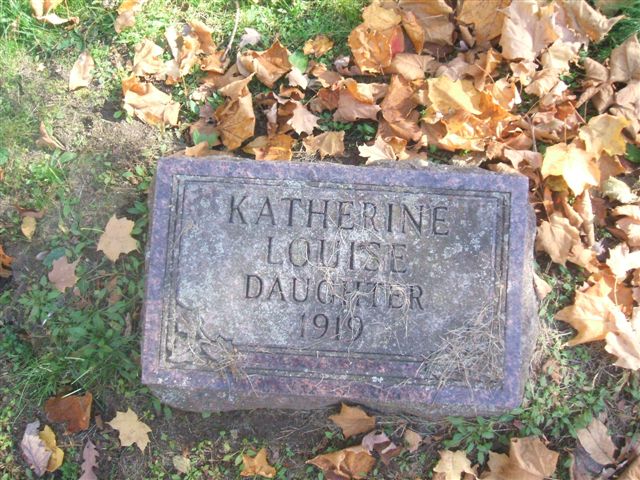 KATHERINE
LOUISE
DAUGHTER
1919